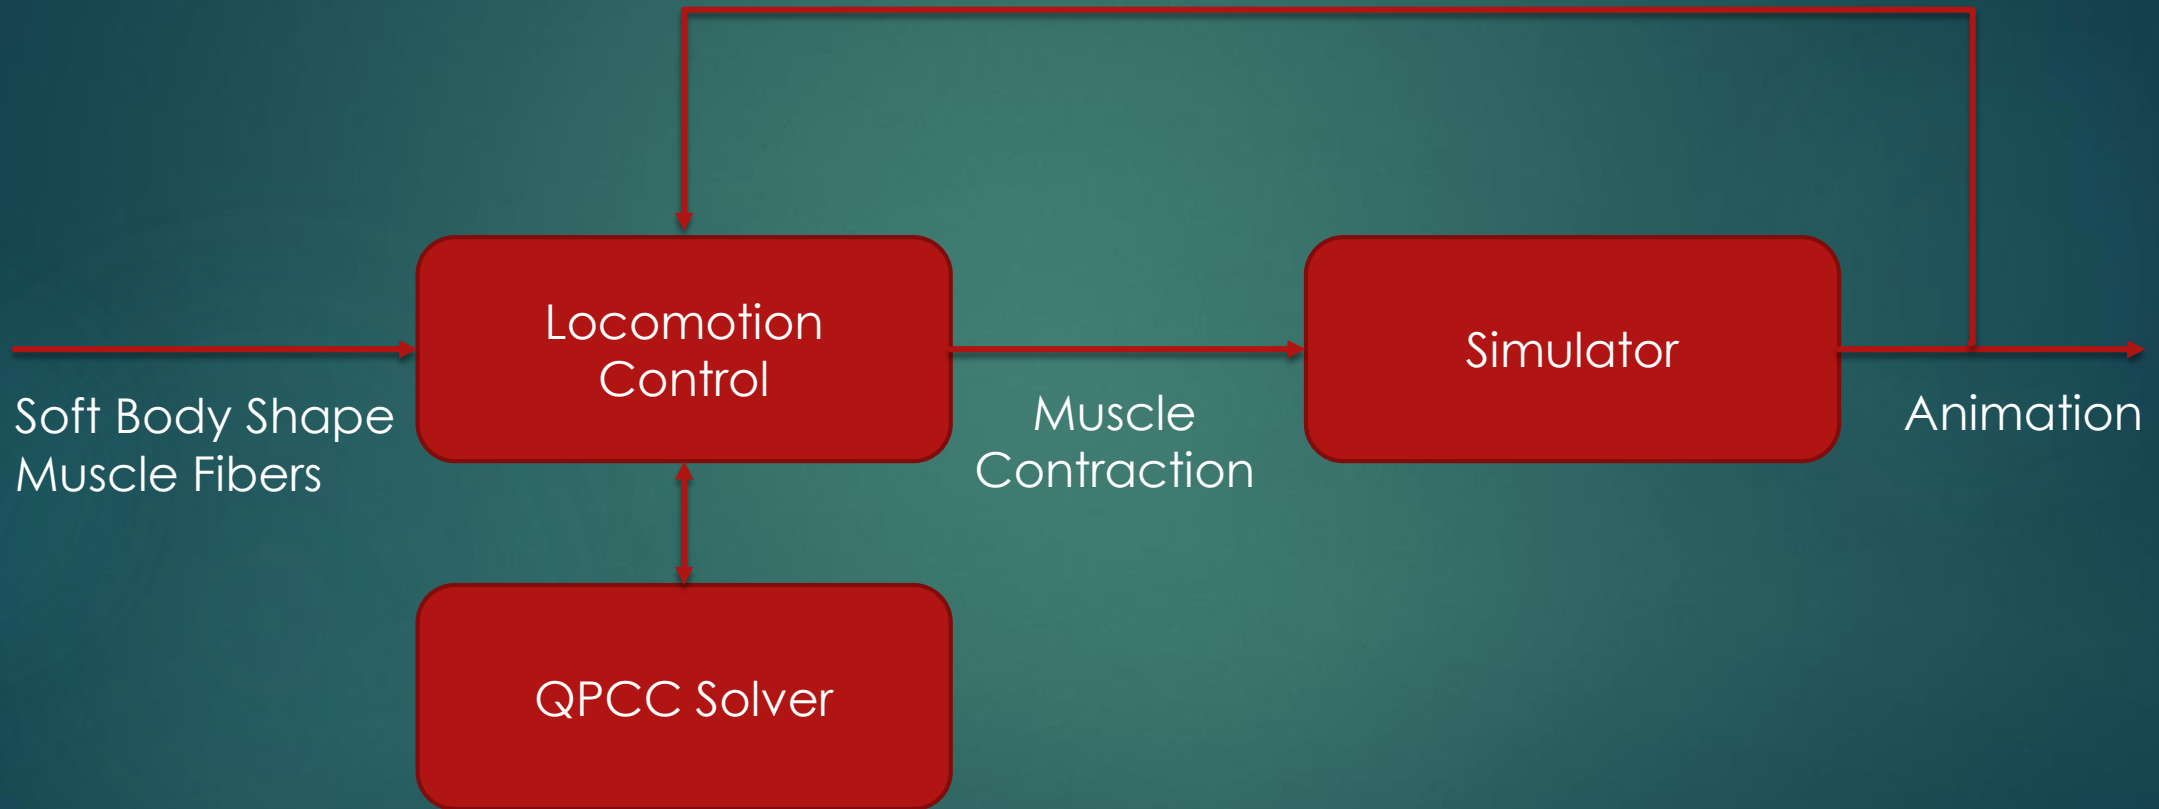 Locomotion
Control
Simulator
Soft Body Shape
Muscle Fibers
Muscle
Contraction
Animation
QPCC Solver